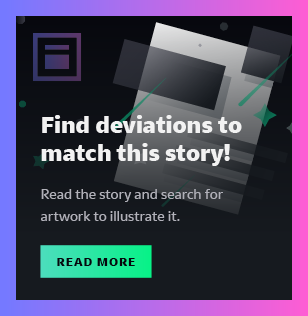 Find deviations to
match this story!
Read the story and search for
artwork to illustrate it.
READ MORE